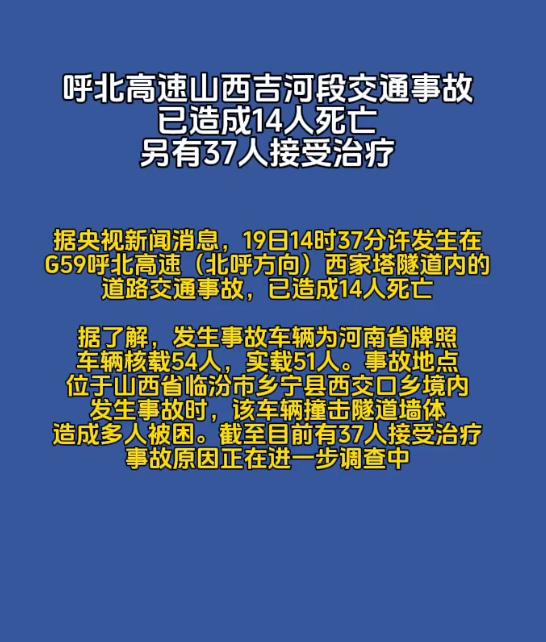 呼北高速山西吉河段交通事故
已造成14人死亡
另有37人接受治疗
据央视新闻消息，19日14时37分许发生在
G59呼北高速（北呼方向）西家塔隧道内的
道路交通事故，已造成14人死亡
据了解，发生事故车辆为河南省牌照
车辆核载54人，实载51人。事故地点
位于山西省临汾市乡宁县西交口乡境内
发生事故时，该车辆撞击隧道墙体
造成多人被困。截至目前有37人接受治疗
事故原因正在进一步调查中